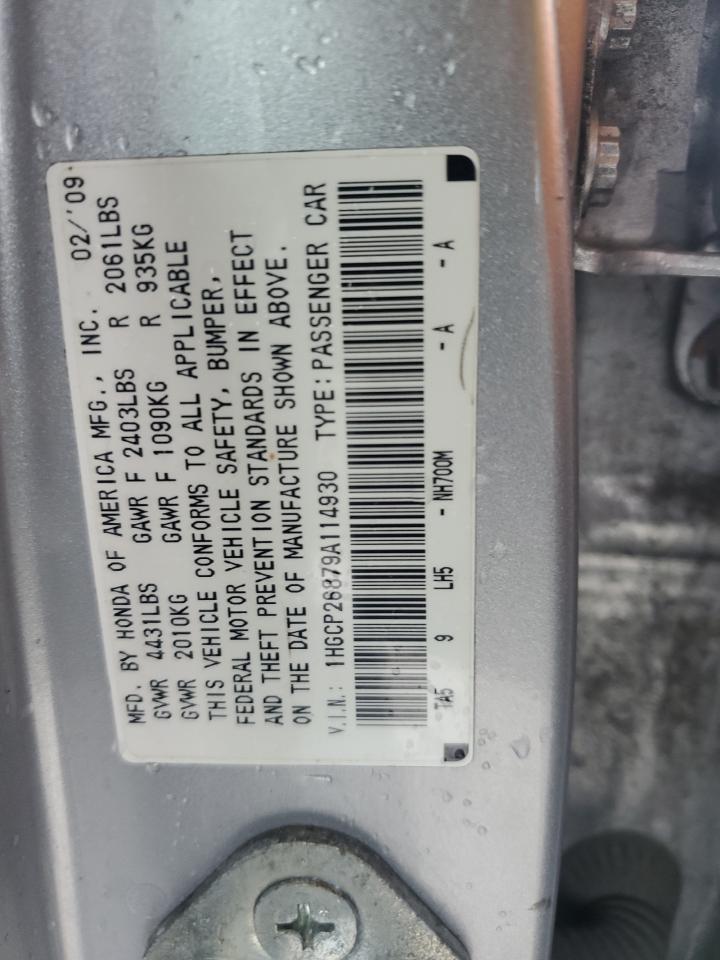 MFD. BY HONDA OF AMERICA MFG., INC. 02/'09
GVWR 4431LBS GAWR F 2403LBS R 2061LBS
GVWR 2010KG GAWR F 1090KG R 935KG
THIS VEHICLE CONFORMS TO ALL APPLICABLE
FEDERAL MOTOR VEHICLE SAFETY, BUMPER,
AND THEFT PREVENTION STANDARDS IN EFFECT
ON THE DATE OF MANUFACTURE SHOWN ABOVE.
V.I.N.: 1HGCP26879A114930 TYPE: PASSENGER CAR
TA5 9 LH5 - NH700M - A - A